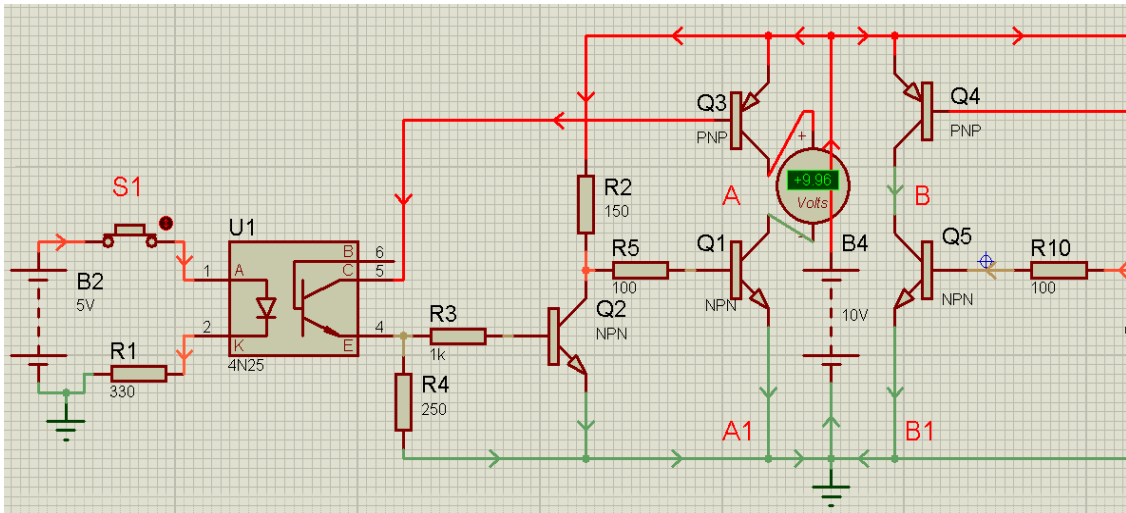 Q3
PNP
Q4
PNP
+
+9.96
Volts
-
S1
R2
150
A
B
U1
B2
5V
1
A
B
6
C
5
2
K
E
4
4N25
R5
100
Q1
NPN
B4
10V
Q5
NPN
R10
100
Q2
NPN
R3
1k
R1
330
R4
250
A1
B1